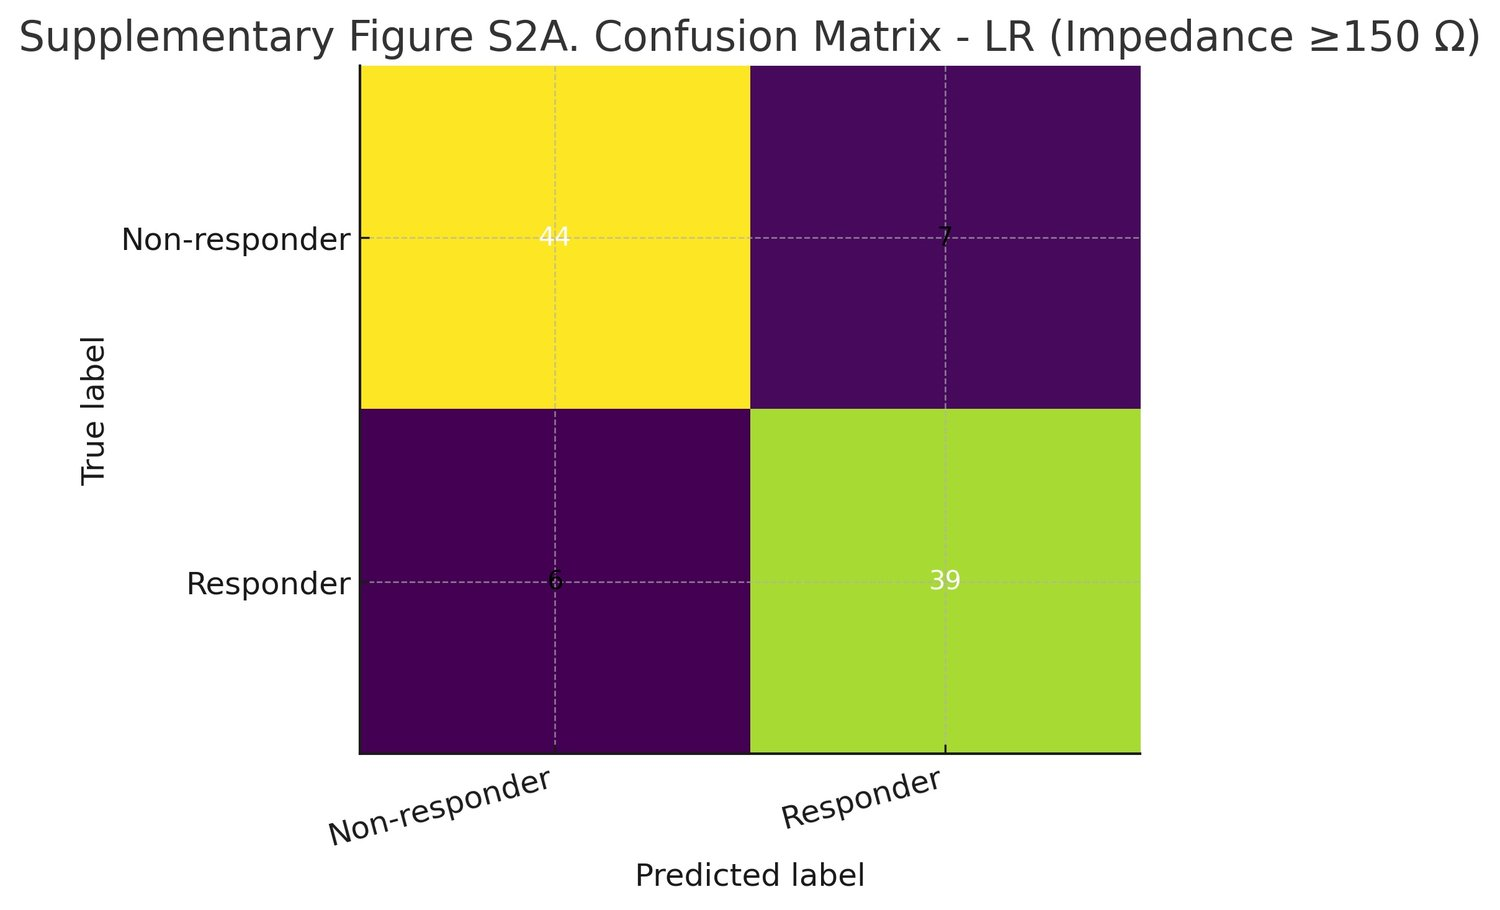 Supplementary Figure S2A. Confusion Matrix - LR (Impedance ≥150 Ω)
Non-responder
44
7
True label
Responder
6
39
Non-responder
Responder
Predicted label